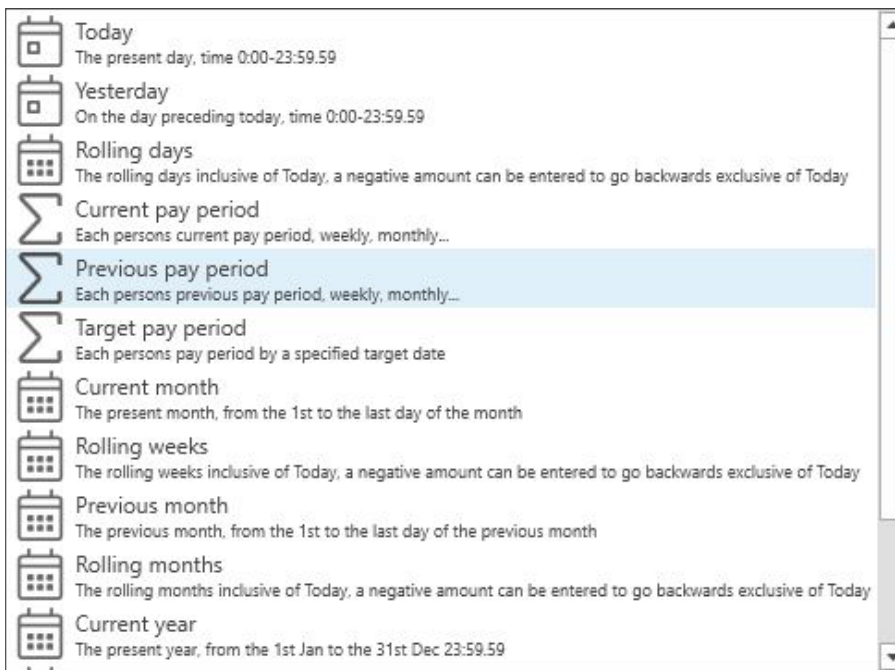 Today
The present day, time 0:00-23:59.59
Yesterday
On the day preceding today, time 0:00-23:59.59
Rolling days
The rolling days inclusive of Today, a negative amount can be entered to go backwards exclusive of Today
Current pay period
Each persons current pay period, weekly, monthly...
Previous pay period
Each persons previous pay period, weekly, monthly...
Target pay period
Each persons pay period by a specified target date
Current month
The present month, from the 1st to the last day of the month
Rolling weeks
The rolling weeks inclusive of Today, a negative amount can be entered to go backwards exclusive of Today
Previous month
The previous month, from the 1st to the last day of the previous month
Rolling months
The rolling months inclusive of Today, a negative amount can be entered to go backwards exclusive of Today
Current year
The present year, from the 1st Jan to the 31st Dec 23:59.59